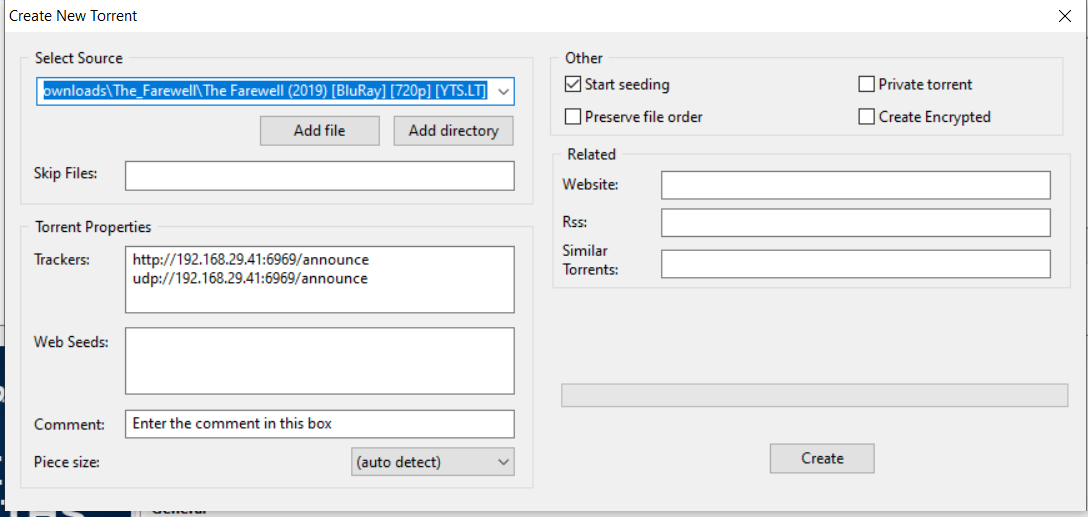 Create New Torrent
Select Source
ownloads\The_Farewell\The Farewell (2019) [BluRay] [720p] [YTS.LT]
Add file
Add directory
Skip Files:
Torrent Properties
Trackers:
http://192.168.29.41:6969/announce
udp://192.168.29.41:6969/announce
Web Seeds:
Comment:
Enter the comment in this box
Piece size:
(auto detect)
Other
Start seeding
Private torrent
Preserve file order
Create Encrypted
Related
Website:
Rss:
Similar
Torrents:
Create